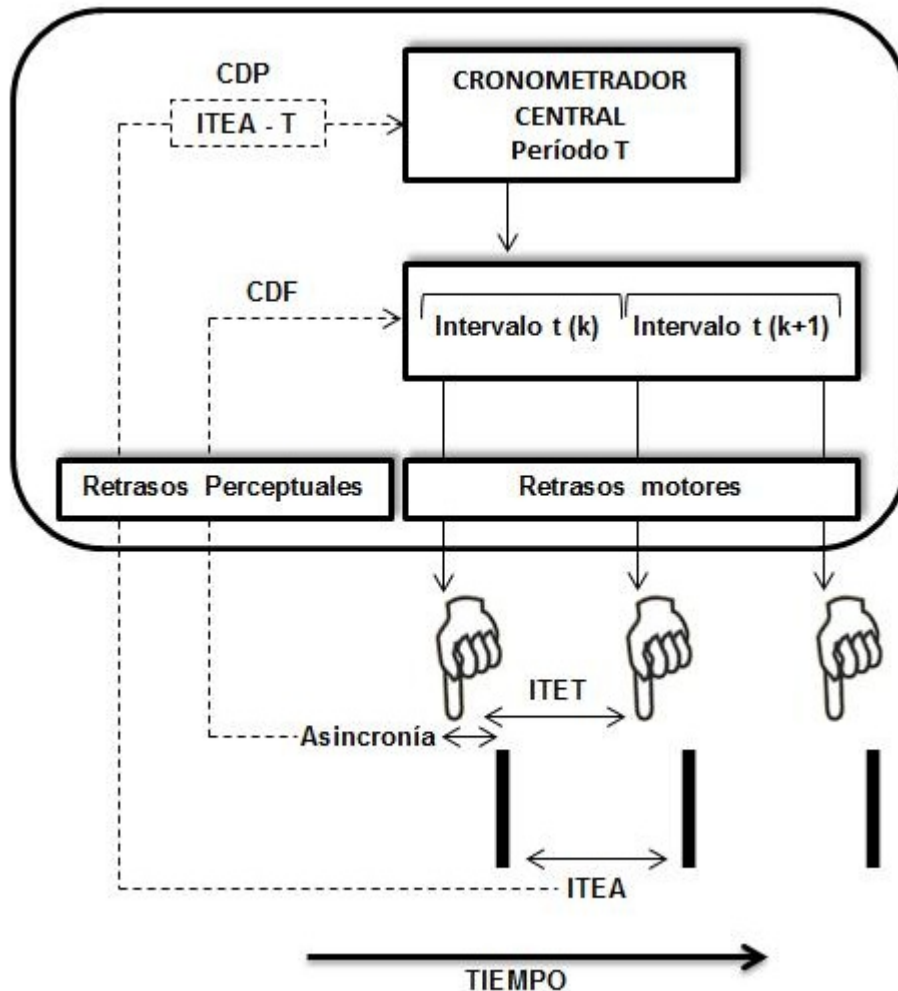 CDP
ITEA - T
CRONOMETRADOR
CENTRAL
Período T
CDF
Intervalo t (k)
Intervalo t (k+1)
Retrasos Perceptuales
Retrasos motores
ITET
Asincronía
ITEA
TIEMPO